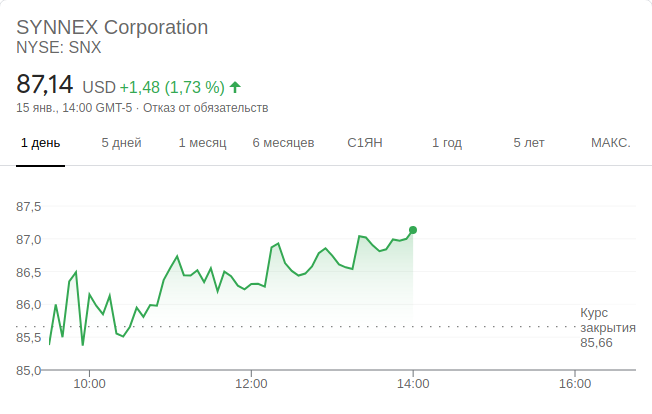 SYNNEX Corporation
NYSE: SNX
87,14 USD +1,48 (1,73 %)
15 янв., 14:00 GMT-5 · Отказ от обязательств
1 день 5 дней 1 месяц 6 месяцев С1ЯН 1 год 5 лет МАКС.
87,5
87,0
86,5
86,0
85,5
85,0
Курс
закрытия
85,66
10:00 12:00 14:00 16:00